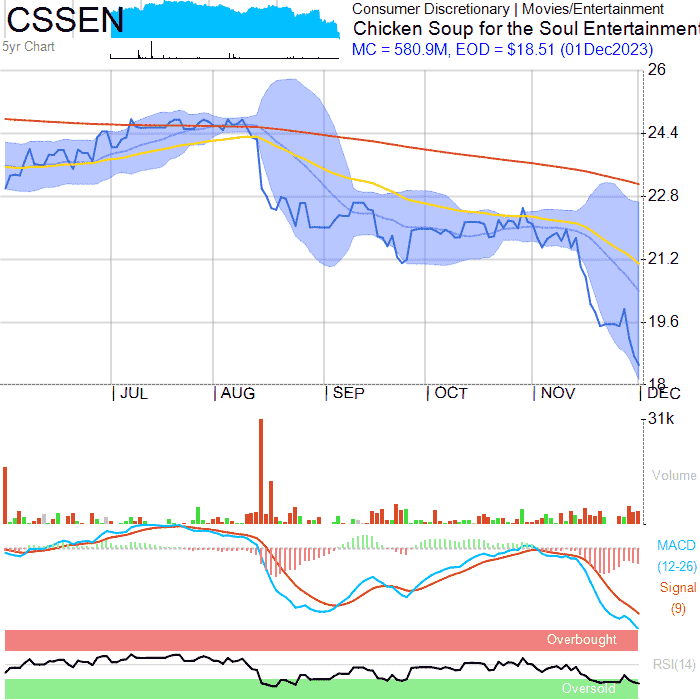 CSSEN
5yr Chart
Consumer Discretionary | Movies/Entertainment
Chicken Soup for the Soul Entertainment
MC = 580.9M, EOD = $18.51 (01Dec2023)
26
24.4
22.8
21.2
19.6
18
JUL AUG SEP OCT NOV DEC
31k
Volume
MACD
(12-26)
Signal
(9)
Overbought
RSI(14)
Oversold